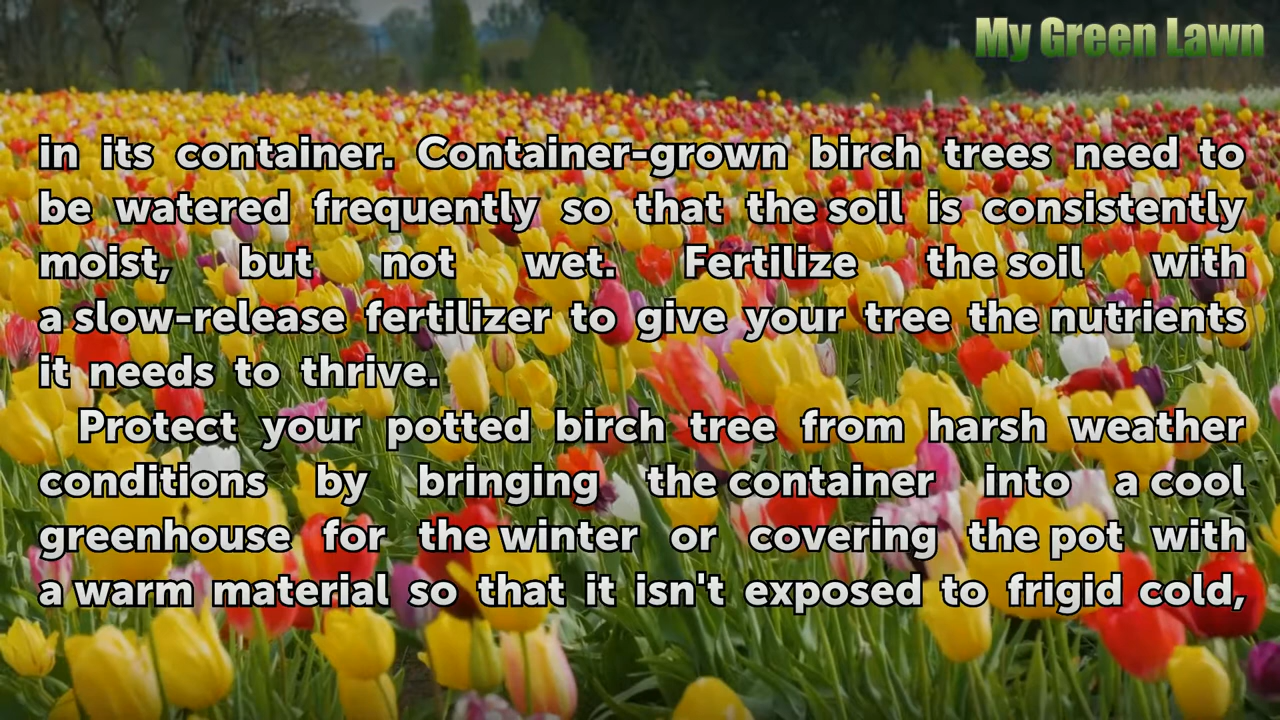 My Green Lawn
in its container. Container-grown birch trees need to
be watered frequently so that the soil is consistently
moist, but not wet. Fertilize the soil with
a slow-release fertilizer to give your tree the nutrients
it needs to thrive.
Protect your potted birch tree from harsh weather
conditions by bringing the container into a cool
greenhouse for the winter or covering the pot with
a warm material so that it isn't exposed to frigid cold,